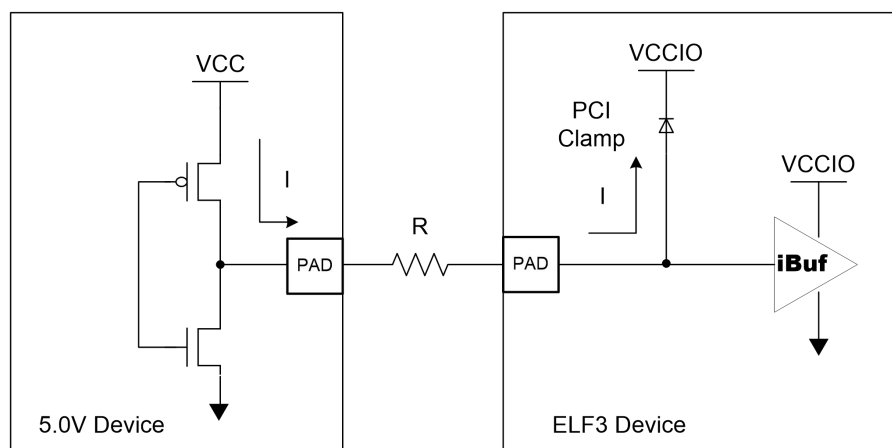 VCC
I
PAD
5.0V Device
R
VCCIO
PCI
Clamp
I
VCCIO
PAD
iBuf
ELF3 Device